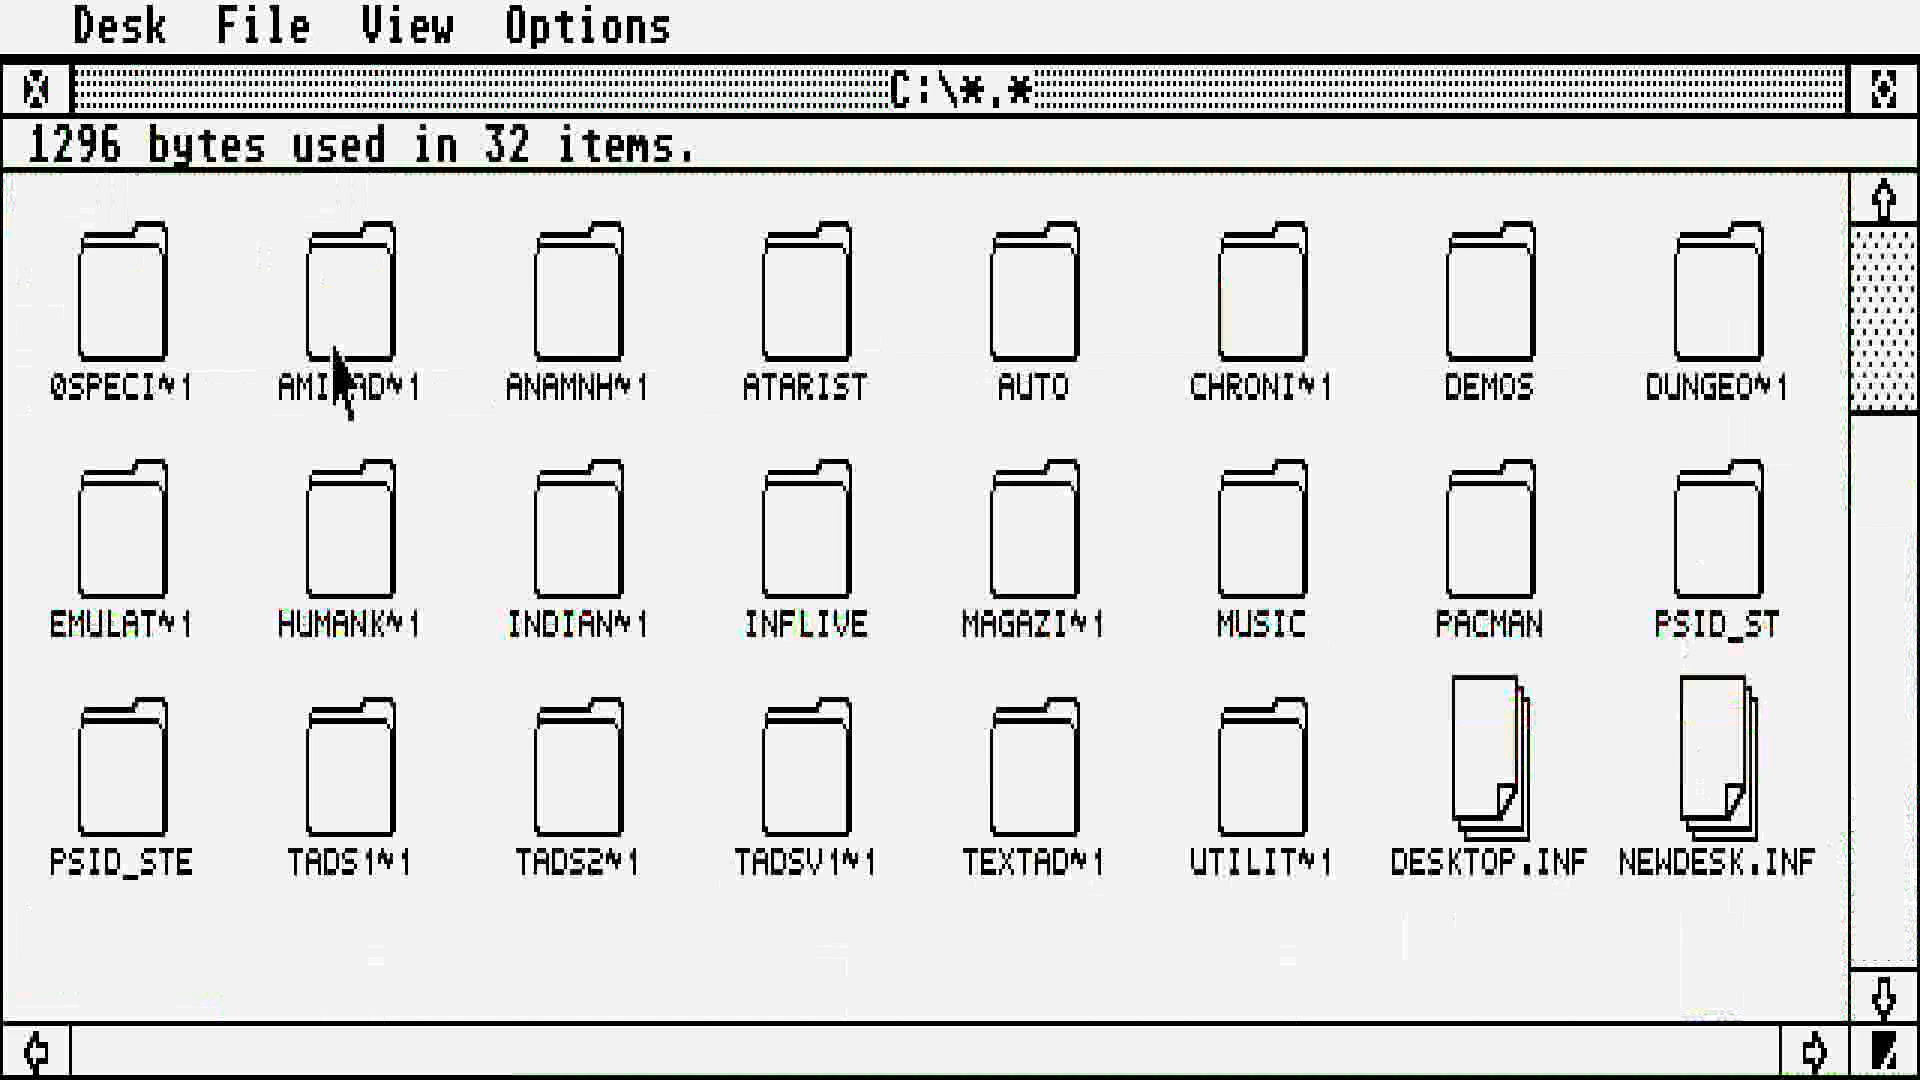 Desk File View Options
C:\*.*
1296 bytes used in 32 items.
0SPECI~1 ANAMNH~1 ATARIST AUTO CHRONI~1 DEMOS DUNGEO~1
EMULAT~1 HUMANK~1 INDIAN~1 INFLIVE MAGAZI~1 MUSIC PACMAN PSID_ST
PSID_STE TADS1~1 TADS2~1 TADSV1~1 TEXTAD~1 UTILIT~1 DESKTOP.INF NEWDESK.INF